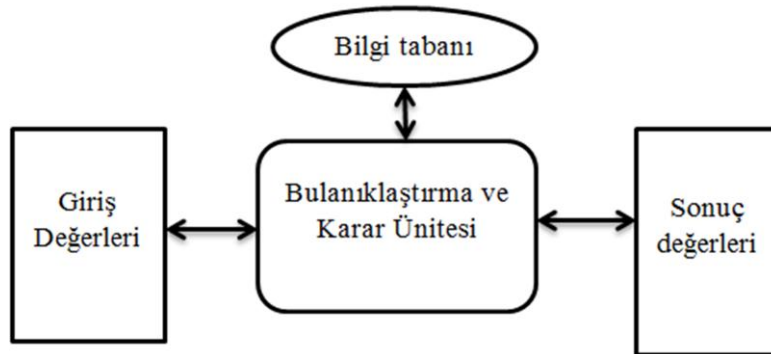 Bilgi tabanı
Giriş
Değerleri
Bulanıklaştırma ve
Karar Ünitesi
Sonuç
değerleri